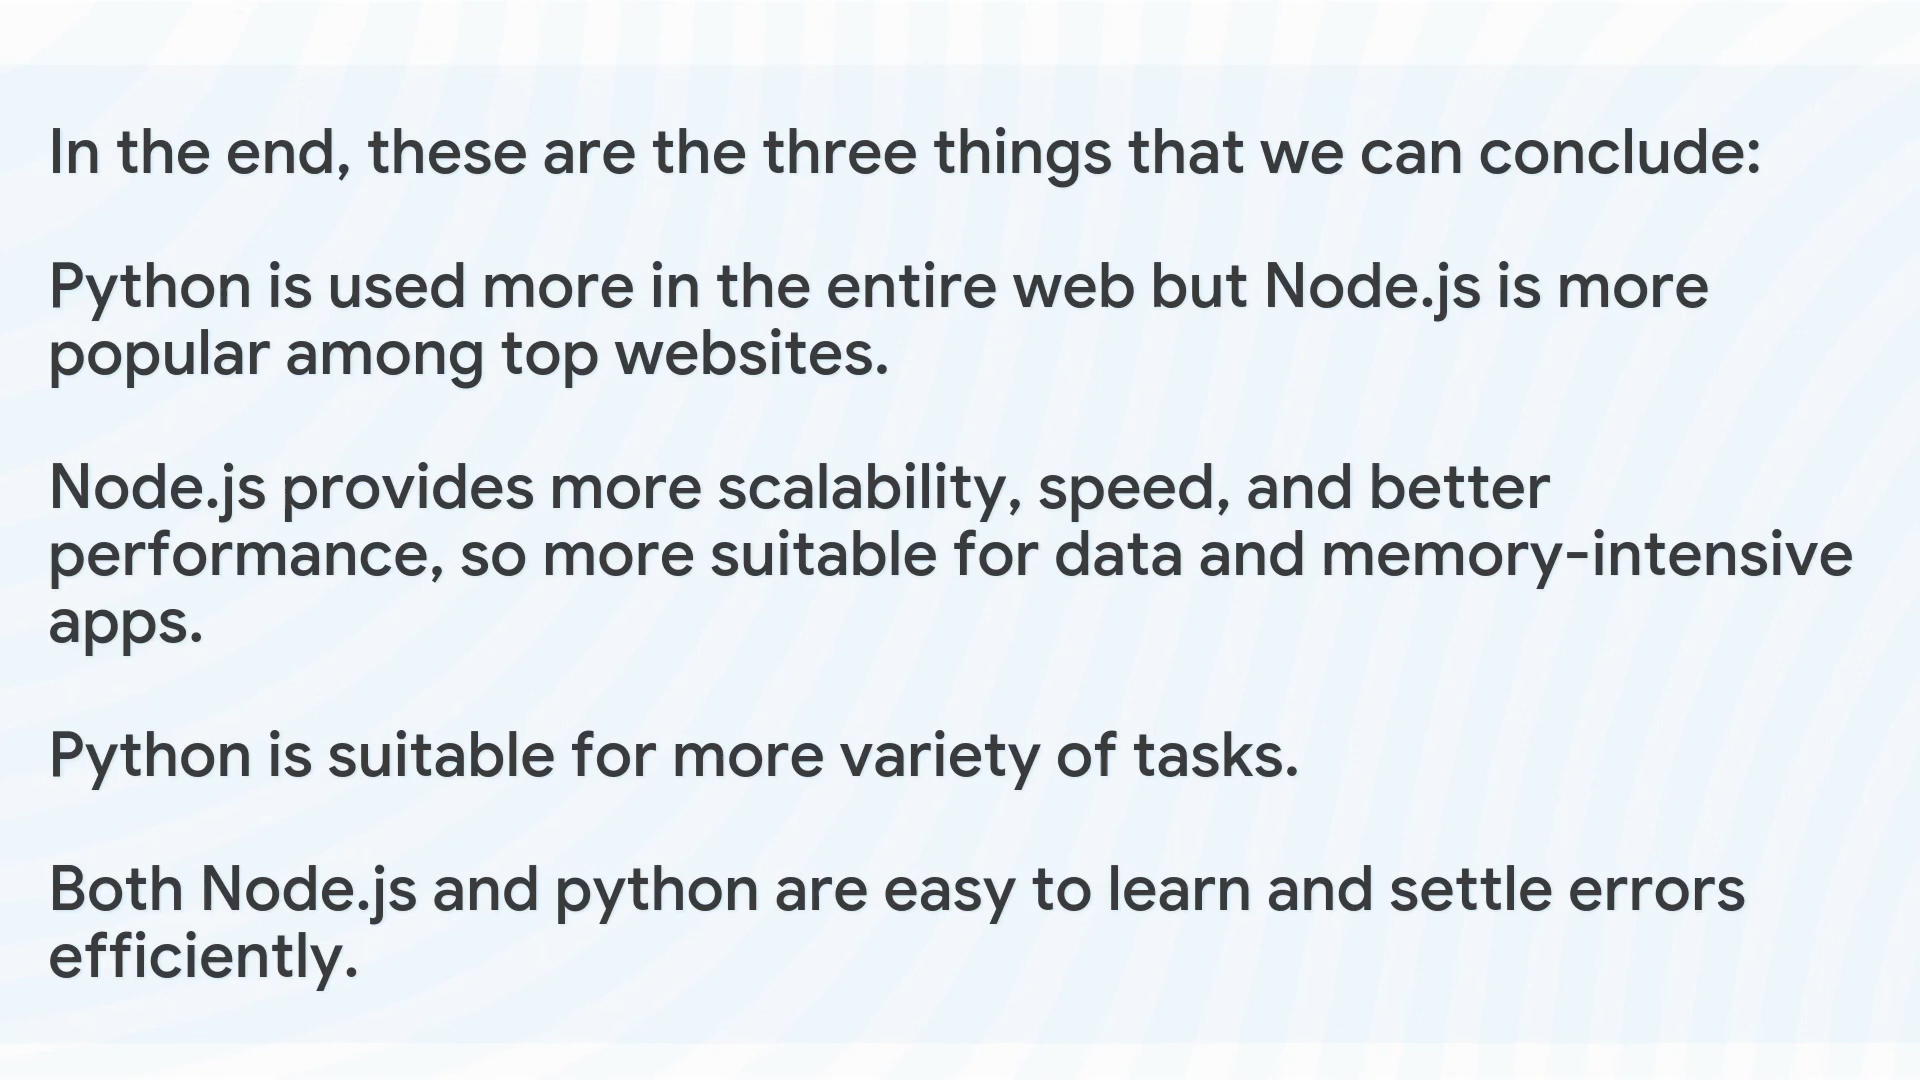 In the end, these are the three things that we can conclude:
Python is used more in the entire web but Node.js is more
popular among top websites.
Node.js provides more scalability, speed, and better
performance, so more suitable for data and memory-intensive
apps.
Python is suitable for more variety of tasks.
Both Node.js and python are easy to learn and settle errors
efficiently.